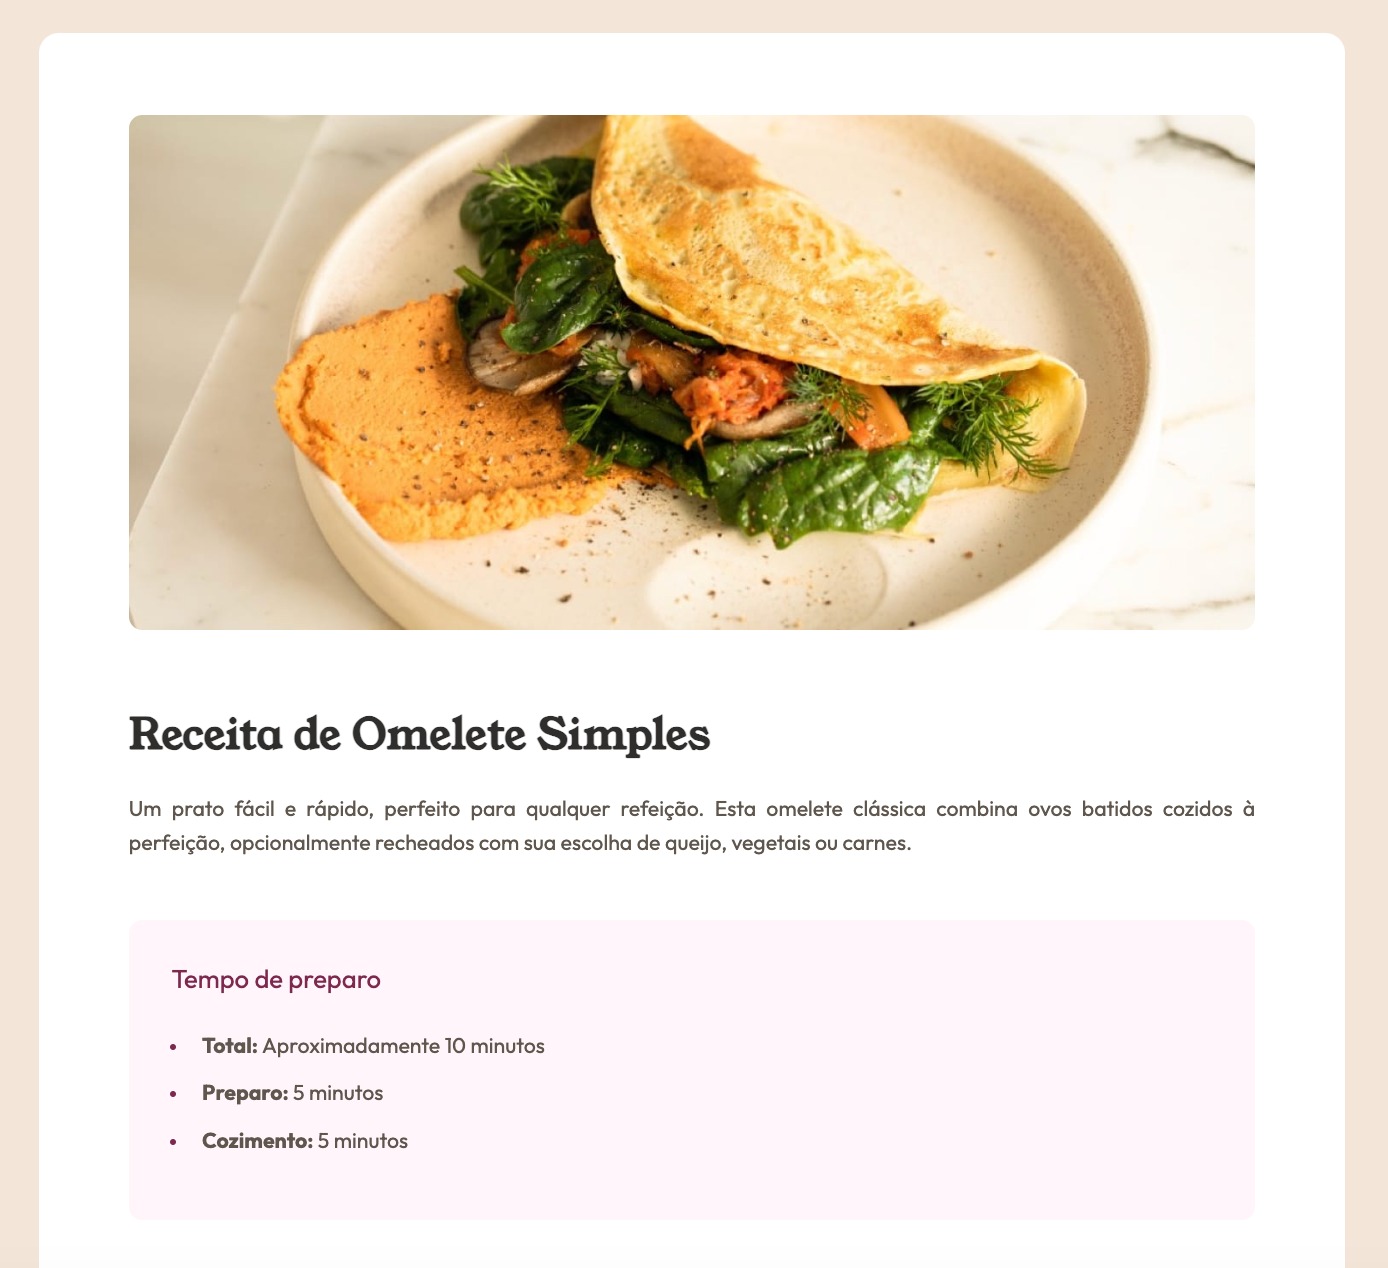 Receita de Omelete Simples
Um prato fácil e rápido, perfeito para qualquer refeição. Esta omelete clássica combina ovos batidos cozidos à
perfeição, opcionalmente recheados com sua escolha de queijo, vegetais ou carnes.
Tempo de preparo
• Total: Aproximadamente 10 minutos
• Preparo: 5 minutos
• Cozimento: 5 minutos